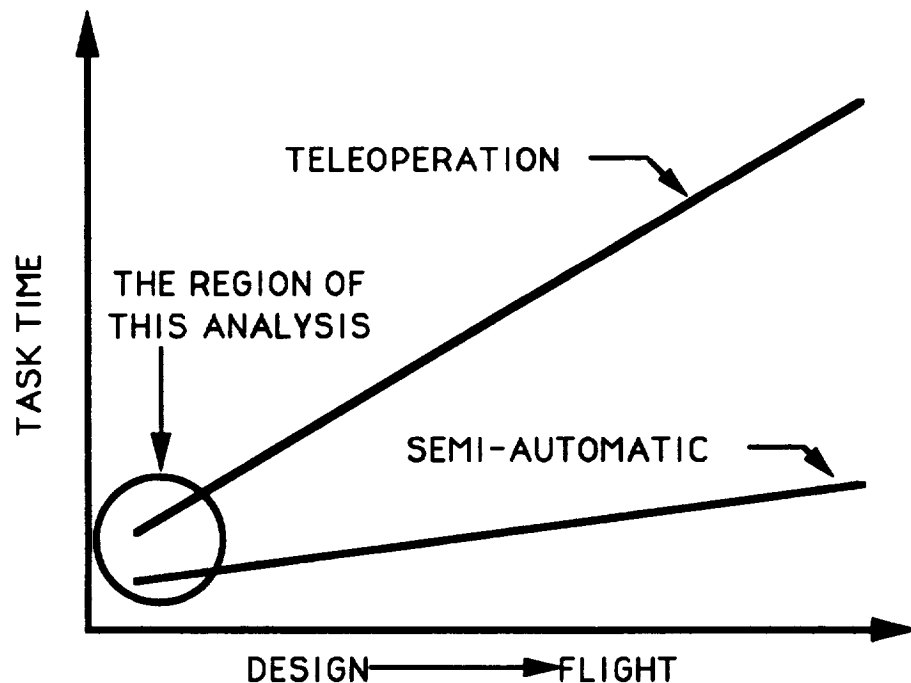 TELEOPERATION
THE REGION OF
THIS ANALYSIS
TASK TIME
SEMI-AUTOMATIC
DESIGN FLIGHT